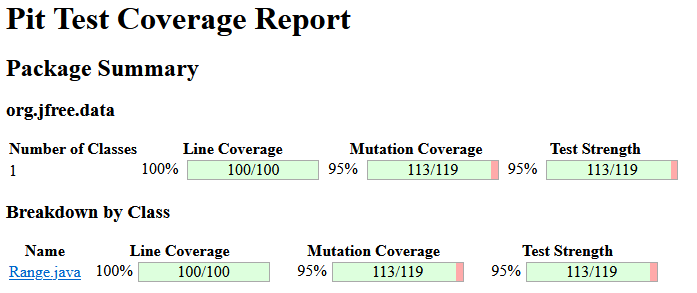 Pit Test Coverage Report
Package Summary
org.jfree.data
Number of Classes Line Coverage Mutation Coverage Test Strength
1 100% 100/100 95% 113/119 95% 113/119
Breakdown by Class
Name Line Coverage Mutation Coverage Test Strength
Range.java 100% 100/100 95% 113/119 95% 113/119